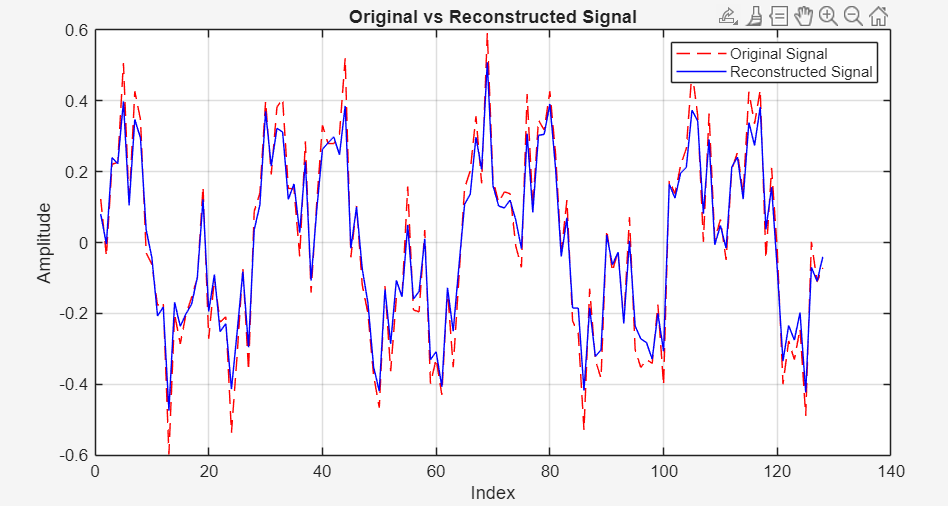 Original vs Reconstructed Signal
Original Signal
Reconstructed Signal
0.6
0.4
0.2
0
-0.2
-0.4
-0.6
Amplitude
0 20 40 60 80 100 120 140
Index